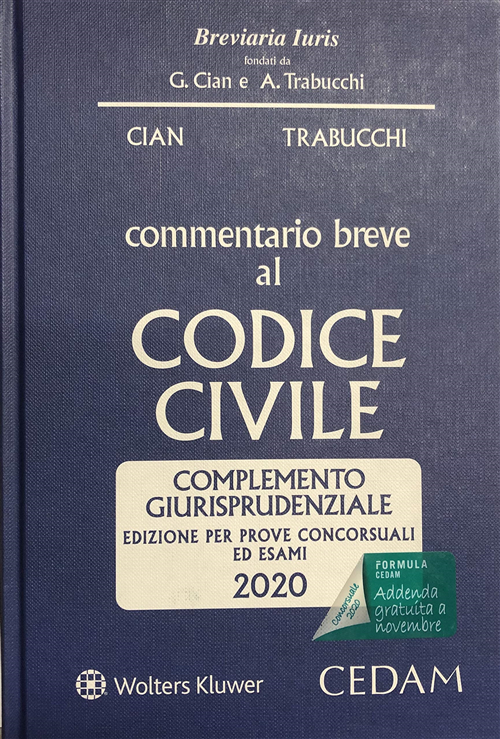 Breviaria Iuris
fondati da
G. Cian e A. Trabucchi
CIAN TRABUCCHI
commentario breve
al
CODICE
CIVILE
COMPLEMENTO
GIURISPRUDENZIALE
EDIZIONE PER PROVE CONCORSUALI
ED ESAMI
2020
FORMULA
CEDAM
Concorsuale
2020
Addenda
gratuita a
novembre
Wolters Kluwer
CEDAM